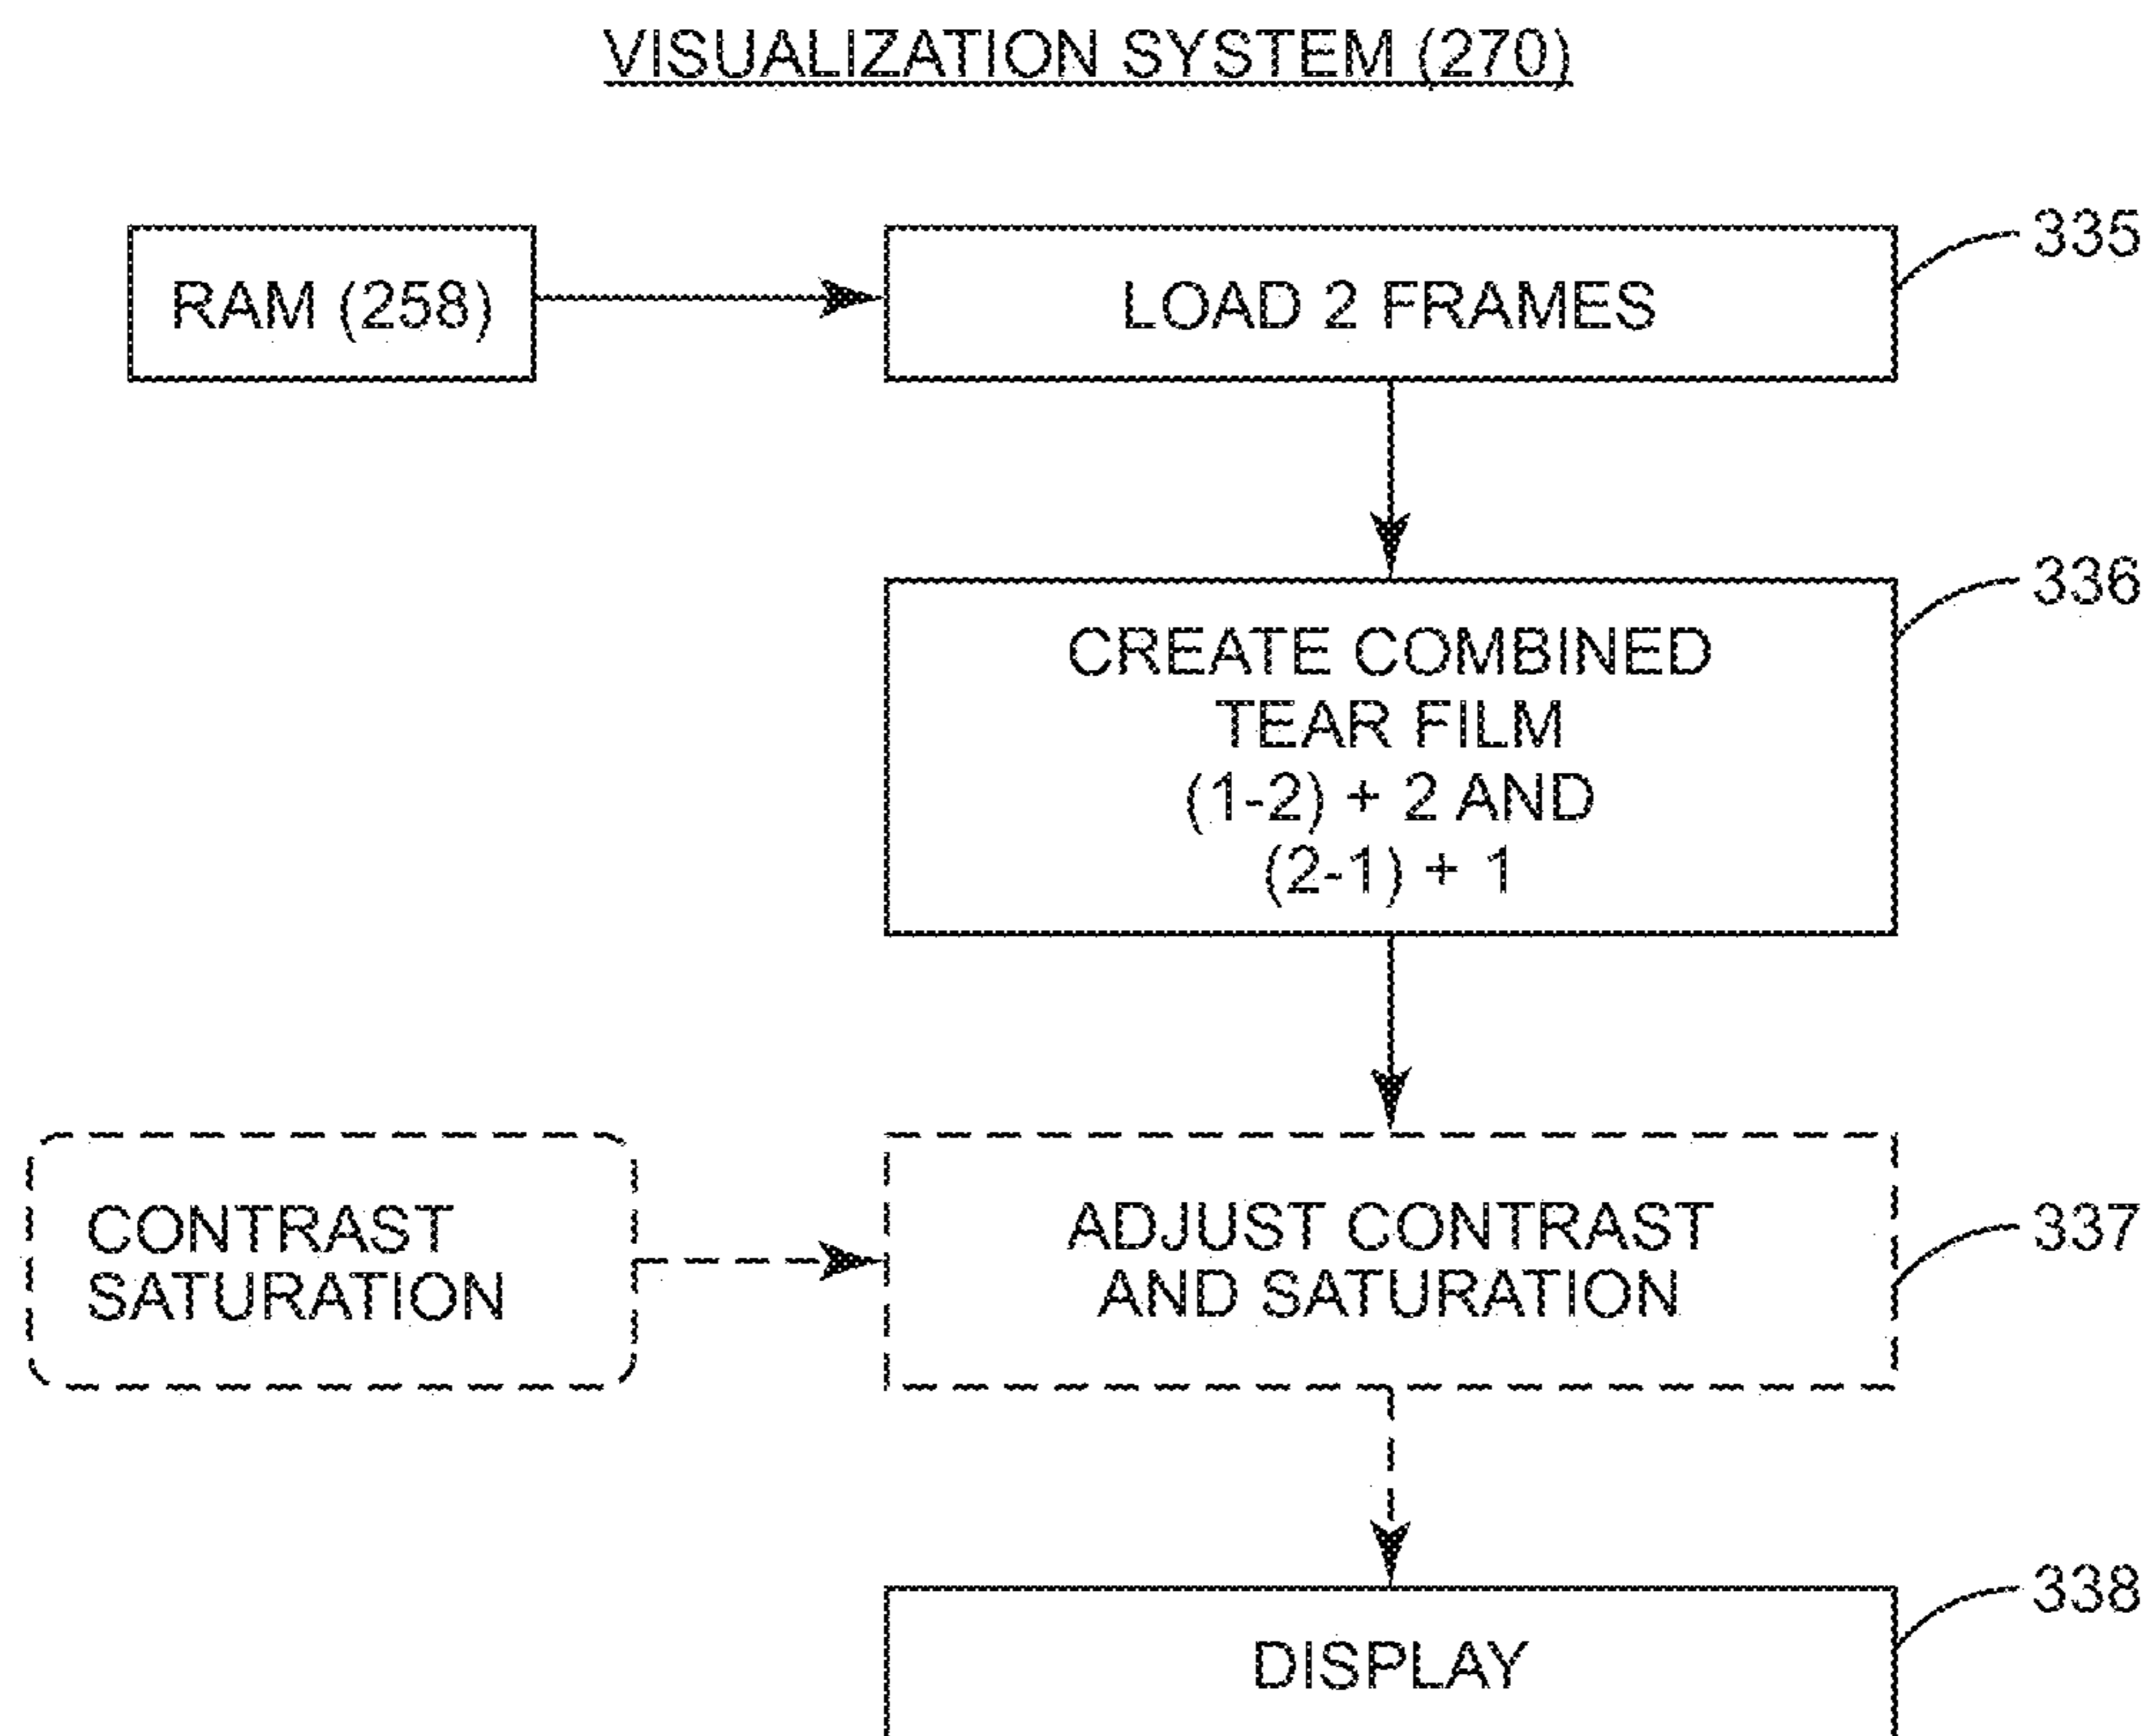 VISUALIZATION SYSTEM (270)
RAM (258)
LOAD 2 FRAMES
335
CREATE COMBINED
TEAR FILM
(1-2) + 2 AND
(2-1) + 1
336
CONTRAST
SATURATION
ADJUST CONTRAST
AND SATURATION
337
DISPLAY
338